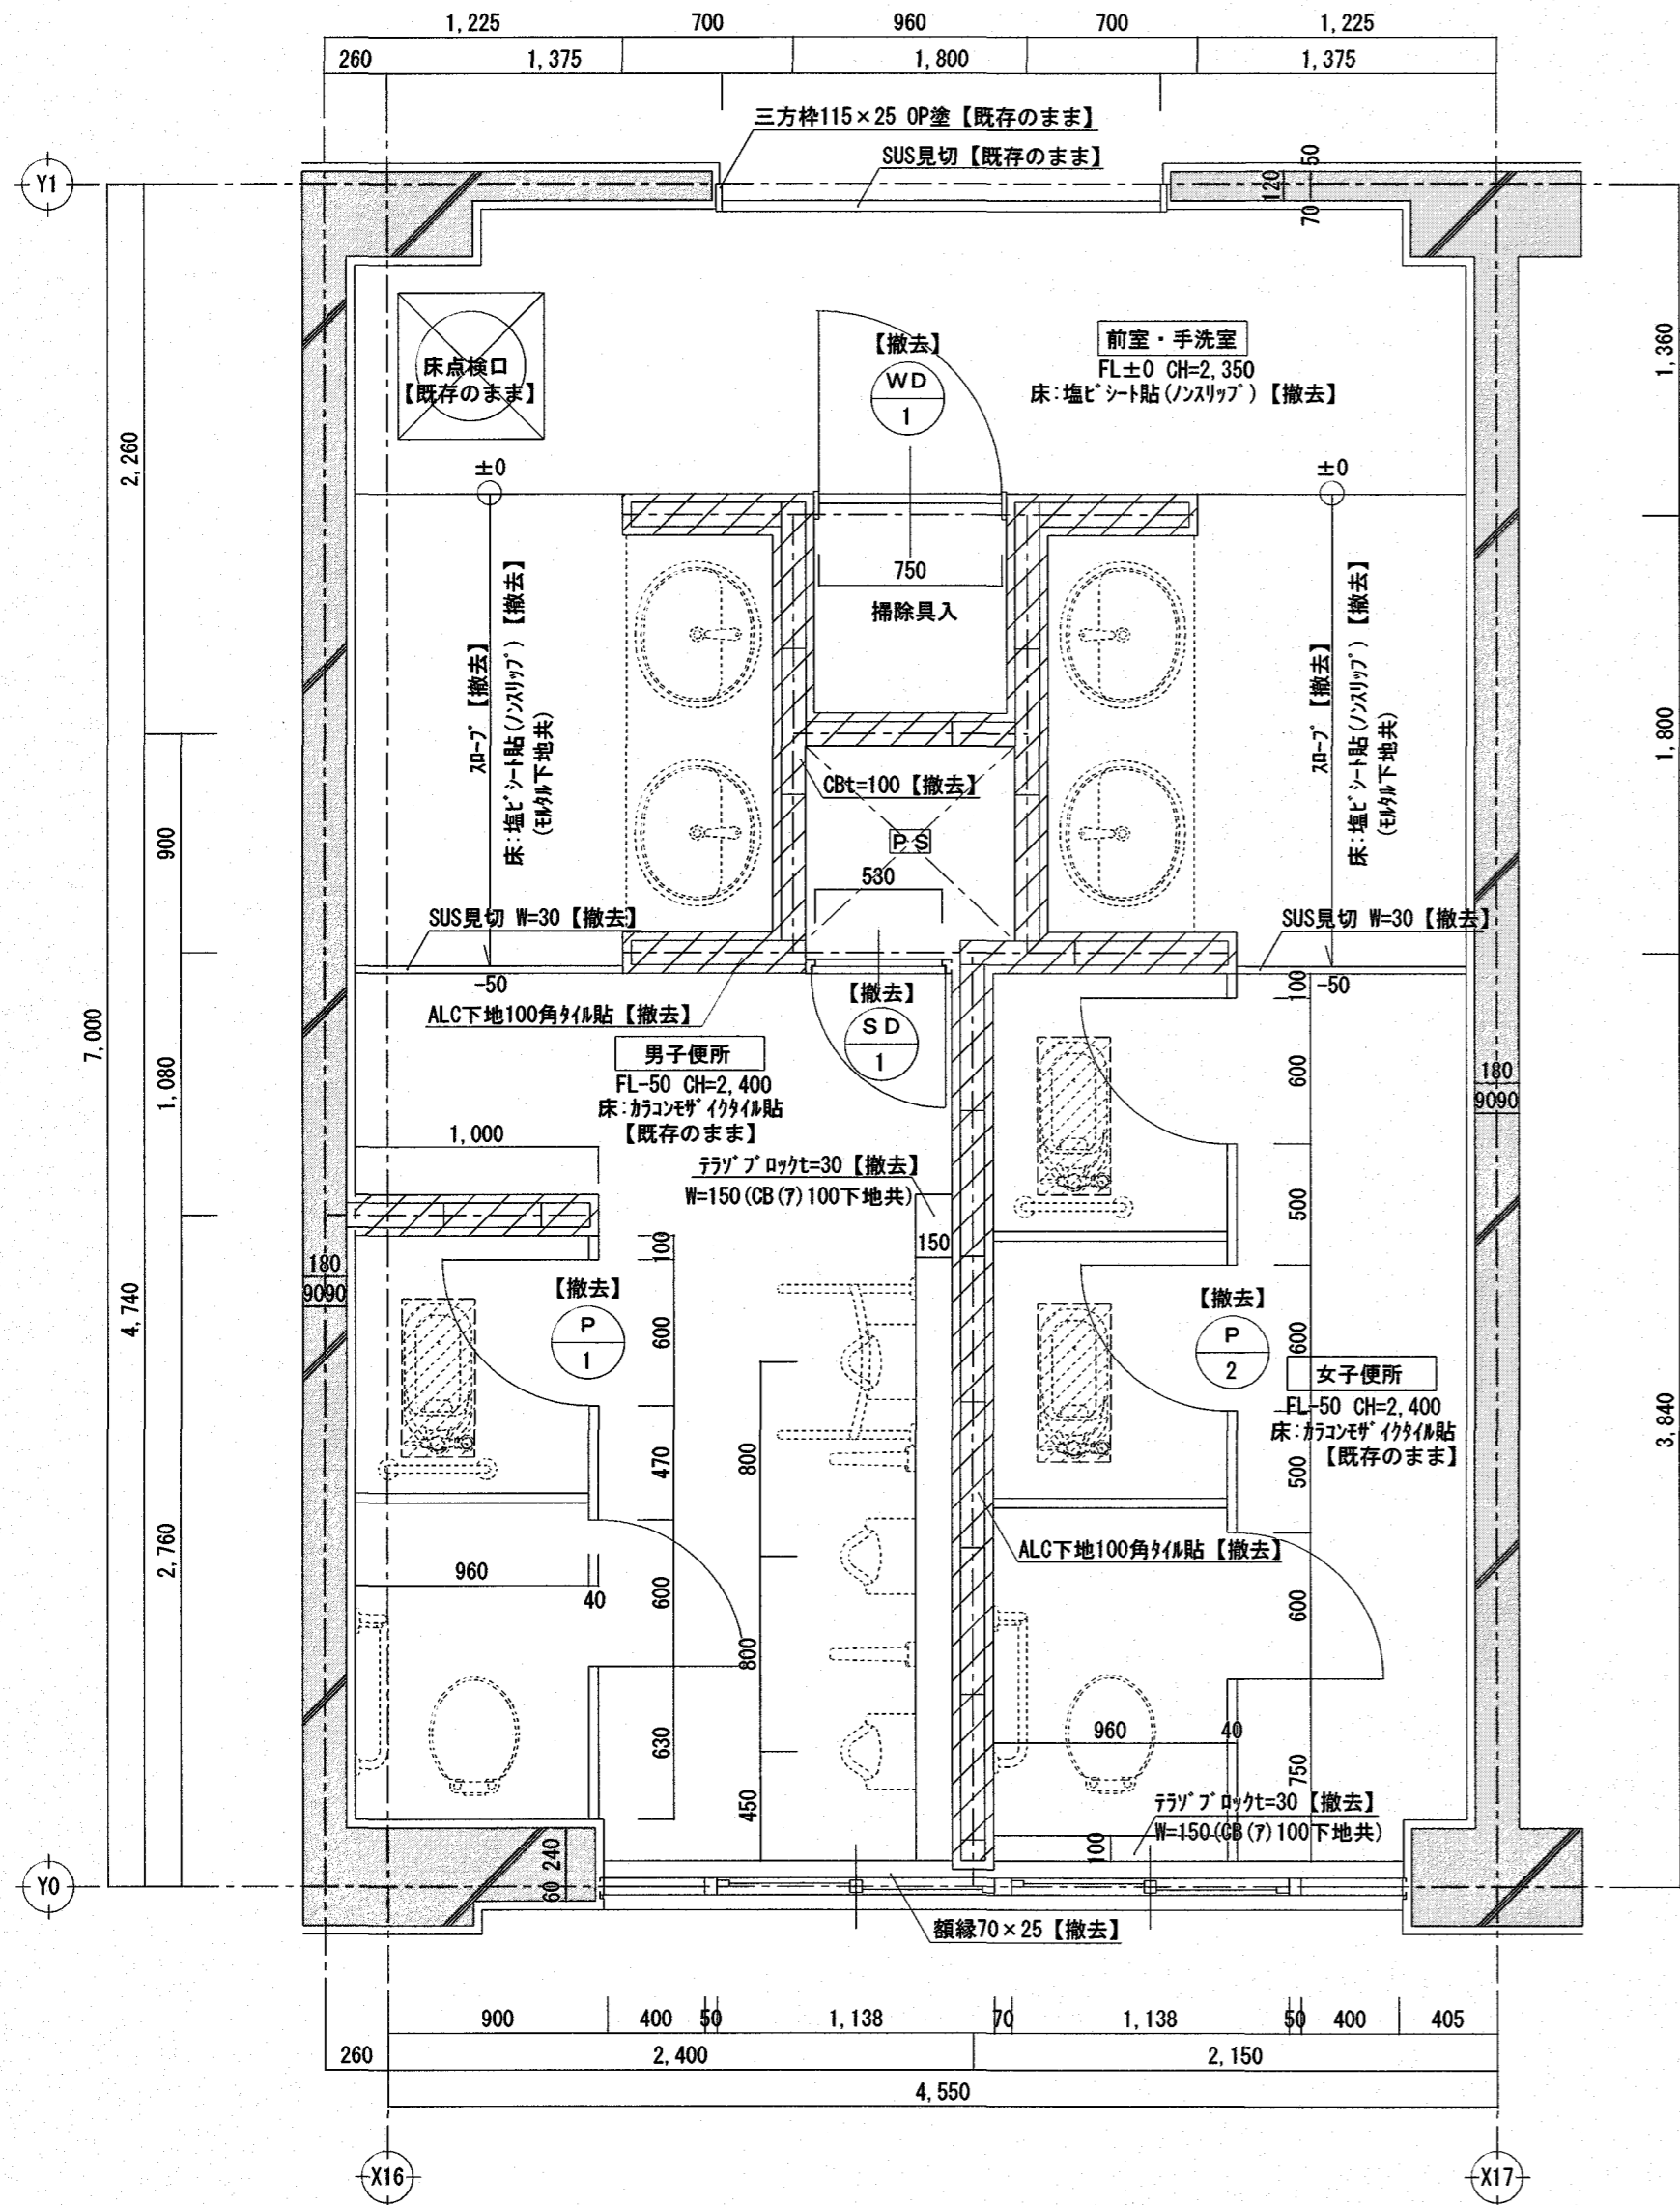 1,225 700 960 700 1,225
260 1,375 1,800 1,375
三方枠115×25 OP塗【既存のまま】
SUS見切【既存のまま】
Y1
120
50
70
床点検口
【既存のまま】
【撤去】
WD
1
前室・手洗室
FL±0 CH=2,350
床:塩ﾋﾞｼｰﾄ貼(ﾉﾝｽﾘｯﾌﾟ)【撤去】
1,360
2,260
±0
±0
750
掃除具入
ｽﾛｰﾌﾟ【撤去】
床:塩ﾋﾞｼｰﾄ貼(ﾉﾝｽﾘｯﾌﾟ)【撤去】
(ﾓﾙﾀﾙ下地共)
ｽﾛｰﾌﾟ【撤去】
床:塩ﾋﾞｼｰﾄ貼(ﾉﾝｽﾘｯﾌﾟ)【撤去】
(ﾓﾙﾀﾙ下地共)
1,800
CBt=100【撤去】
PS
900
530
SUS見切 W=30【撤去】
SUS見切 W=30【撤去】
-50
-50
100
ALC下地100角ﾀｲﾙ貼【撤去】
【撤去】
SD
1
男子便所
FL-50 CH=2,400
床:ｶﾗｺﾝﾓｻﾞｲｸﾀｲﾙ貼
【既存のまま】
7,000
1,080
600
180
9090
1,000
ﾃﾗｿﾞﾌﾞﾛｯｸt=30【撤去】
W=150(CB(ｱ)100下地共)
500
150
100
180
9090
4,740
【撤去】
P
1
600
【撤去】
P
2
600
女子便所
FL-50 CH=2,400
床:ｶﾗｺﾝﾓｻﾞｲｸﾀｲﾙ貼
【既存のまま】
3,840
470
800
500
2,760
ALC下地100角ﾀｲﾙ貼【撤去】
960
40
600
600
800
630
960
40
750
450
ﾃﾗｿﾞﾌﾞﾛｯｸt=30【撤去】
W=150(CB(ｱ)100下地共)
100
240
60
Y0
額縁70×25【撤去】
900 400 50 1,138 70 1,138 50 400 405
260 2,400 2,150
4,550
X16
X17